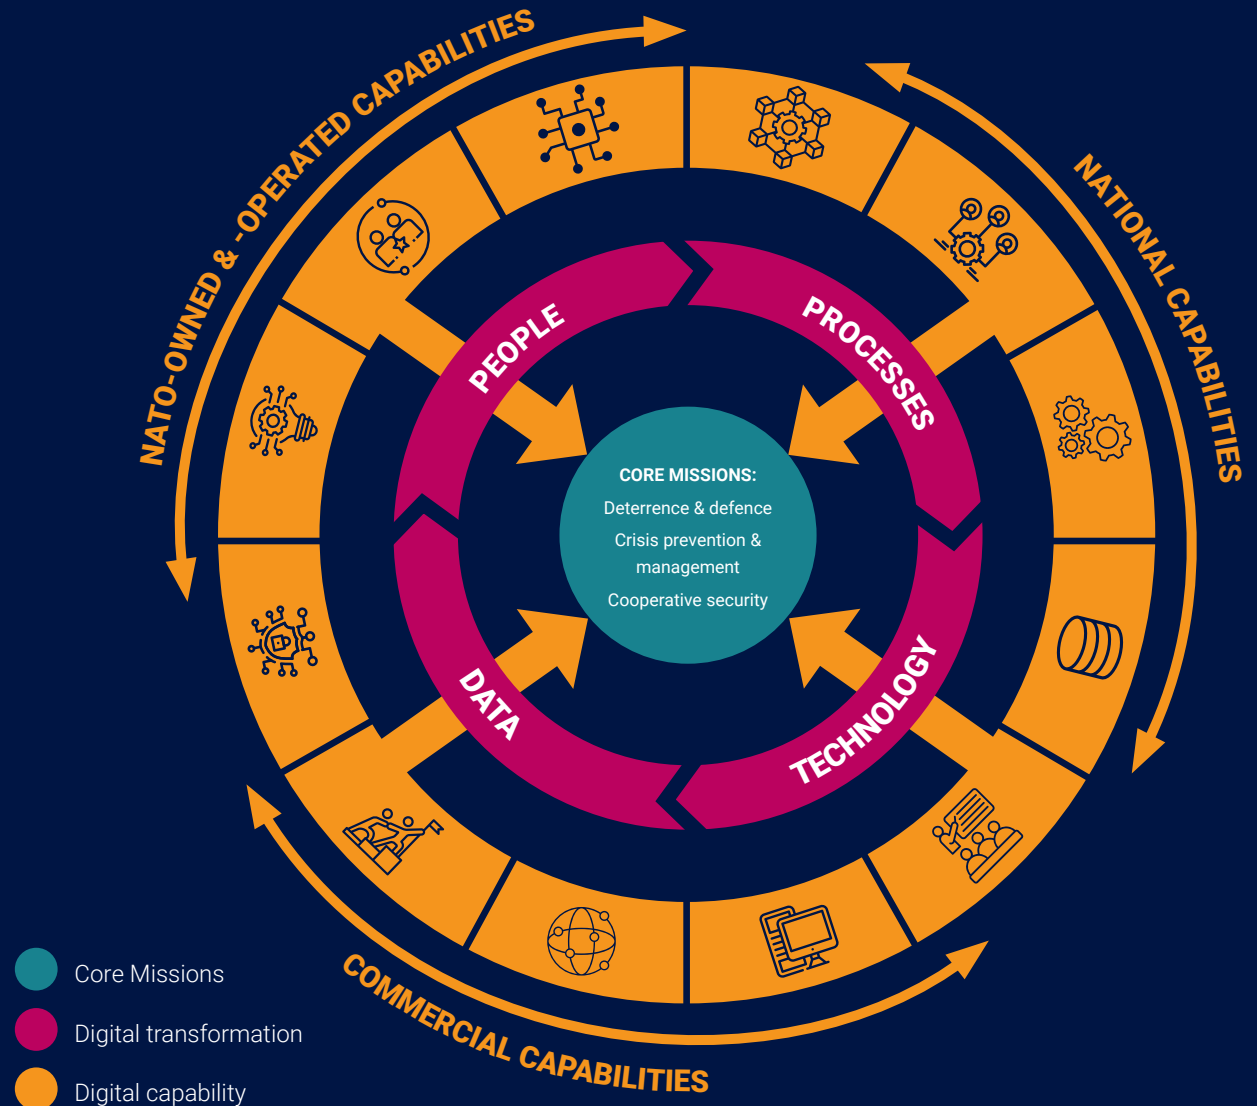 NATO-OWNED & -OPERATED CAPABILITIES
NATIONAL CAPABILITIES
PEOPLE
PROCESSES
CORE MISSIONS:
Deterrence & defence
Crisis prevention &
management
Cooperative security
DATA
TECHNOLOGY
COMMERCIAL CAPABILITIES
Core Missions
Digital transformation
Digital capability